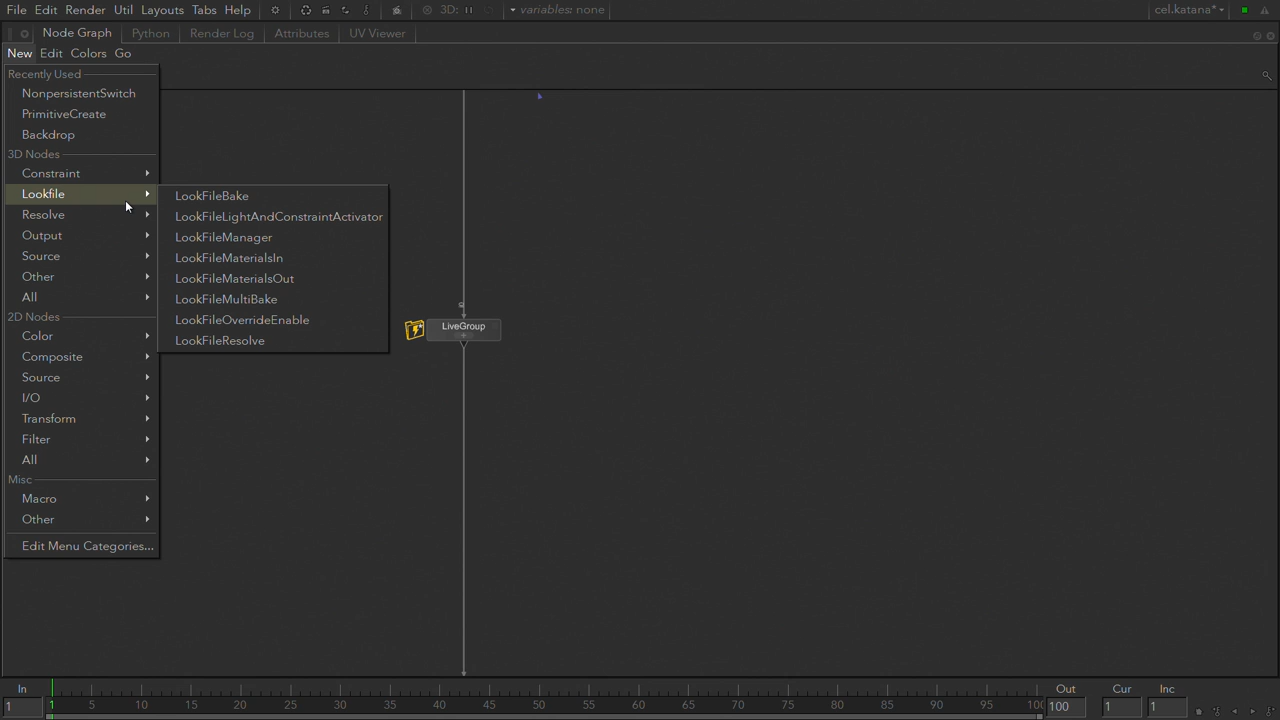 File Edit Render Util Layouts Tabs Help 3D: variables: none cel.katana*
Node Graph Python Render Log Attributes UV Viewer
New Edit Colors Go
Recently Used
NonpersistentSwitch
PrimitiveCreate
Backdrop
3D Nodes
Constraint
Lookfile
Resolve
Output
Source
Other
All
2D Nodes
Color
Composite
Source
I/O
Transform
Filter
All
Misc
Macro
Other
Edit Menu Categories...
LookFileBake
LookFileLightAndConstraintActivator
LookFileManager
LookFileMaterialsIn
LookFileMaterialsOut
LookFileMultiBake
LookFileOverrideEnable
LookFileResolve
LiveGroup
In Out Cur Inc
1 1 5 10 15 20 25 30 35 40 45 50 55 60 65 70 75 80 85 90 95 100 100 1 1